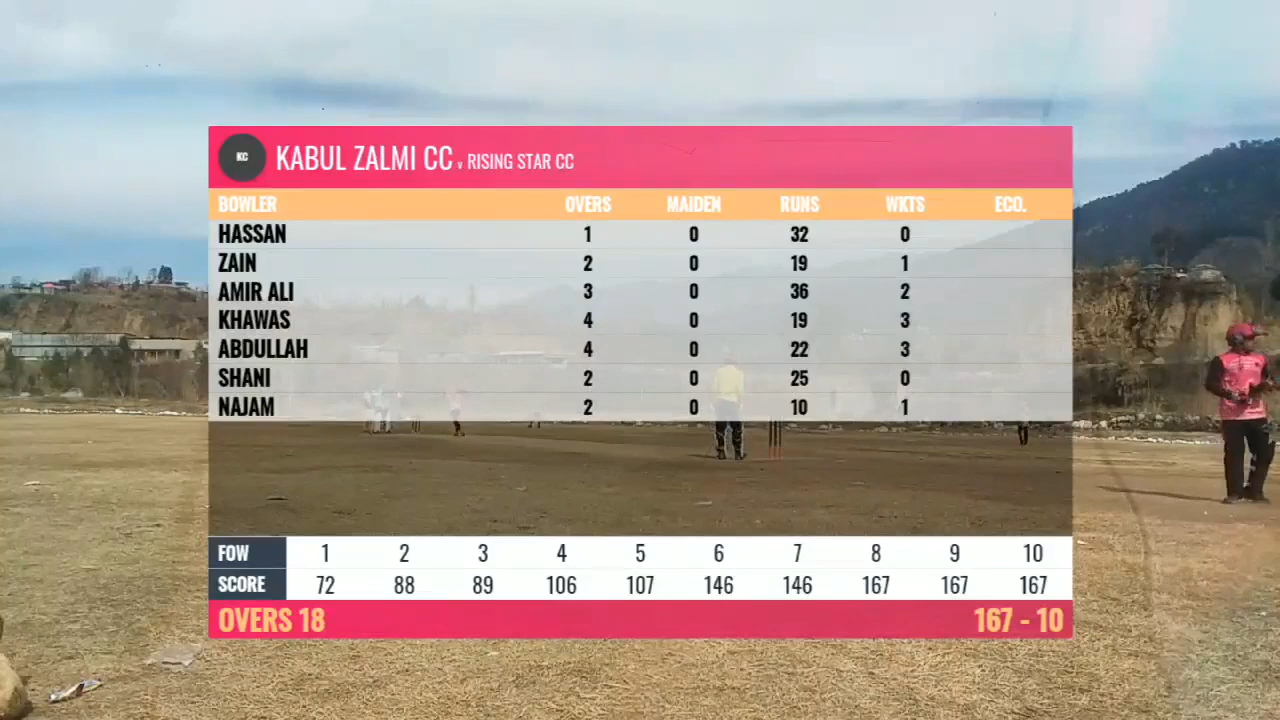 KC KABUL ZALMI CC v RISING STAR CC
BOWLER OVERS MAIDEN RUNS WKTS ECO.
HASSAN 1 0 32 0
ZAIN 2 0 19 1
AMIR ALI 3 0 36 2
KHAWAS 4 0 19 3
ABDULLAH 4 0 22 3
SHANI 2 0 25 0
NAJAM 2 0 10 1
FOW 1 2 3 4 5 6 7 8 9 10
SCORE 72 88 89 106 107 146 146 167 167 167
OVERS 18 167 - 10